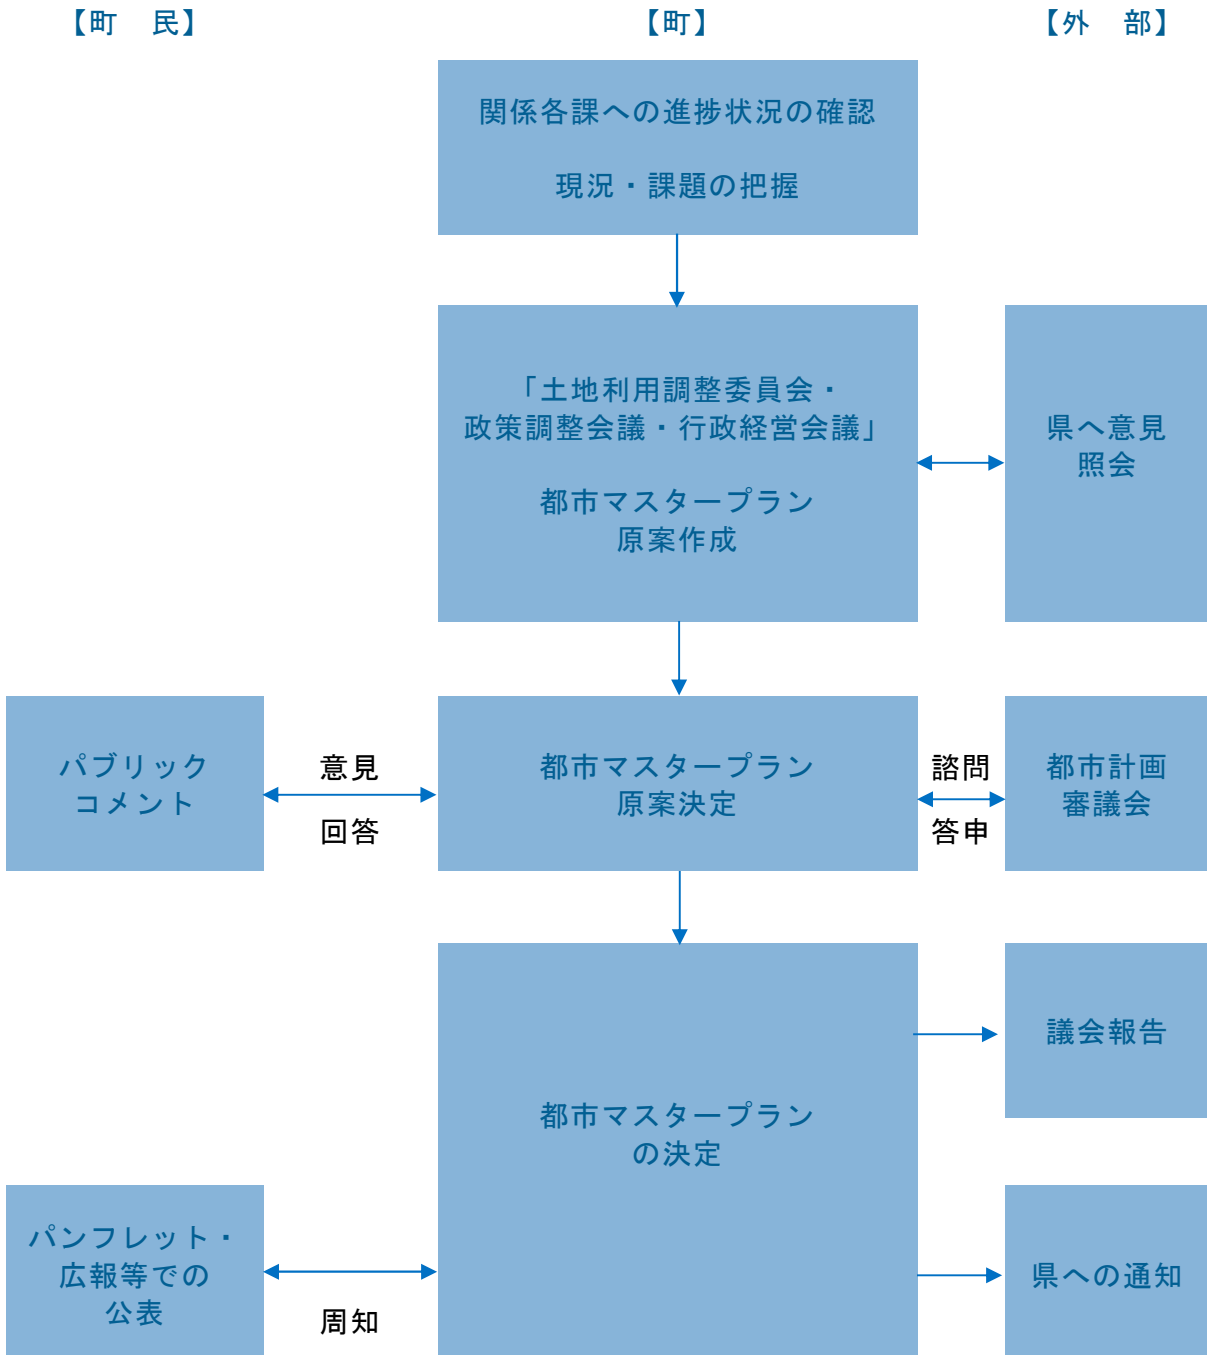 【町　民】
【町】
【外　部】
関係各課への進捗状況の確認
現況・課題の把握
「土地利用調整委員会・
政策調整会議・行政経営会議」
都市マスタープラン
原案作成
県へ意見
照会
パブリック
コメント
意見
回答
都市マスタープラン
原案決定
諮問
答申
都市計画
審議会
都市マスタープラン
の決定
議会報告
パンフレット・
広報等での
公表
周知
県への通知